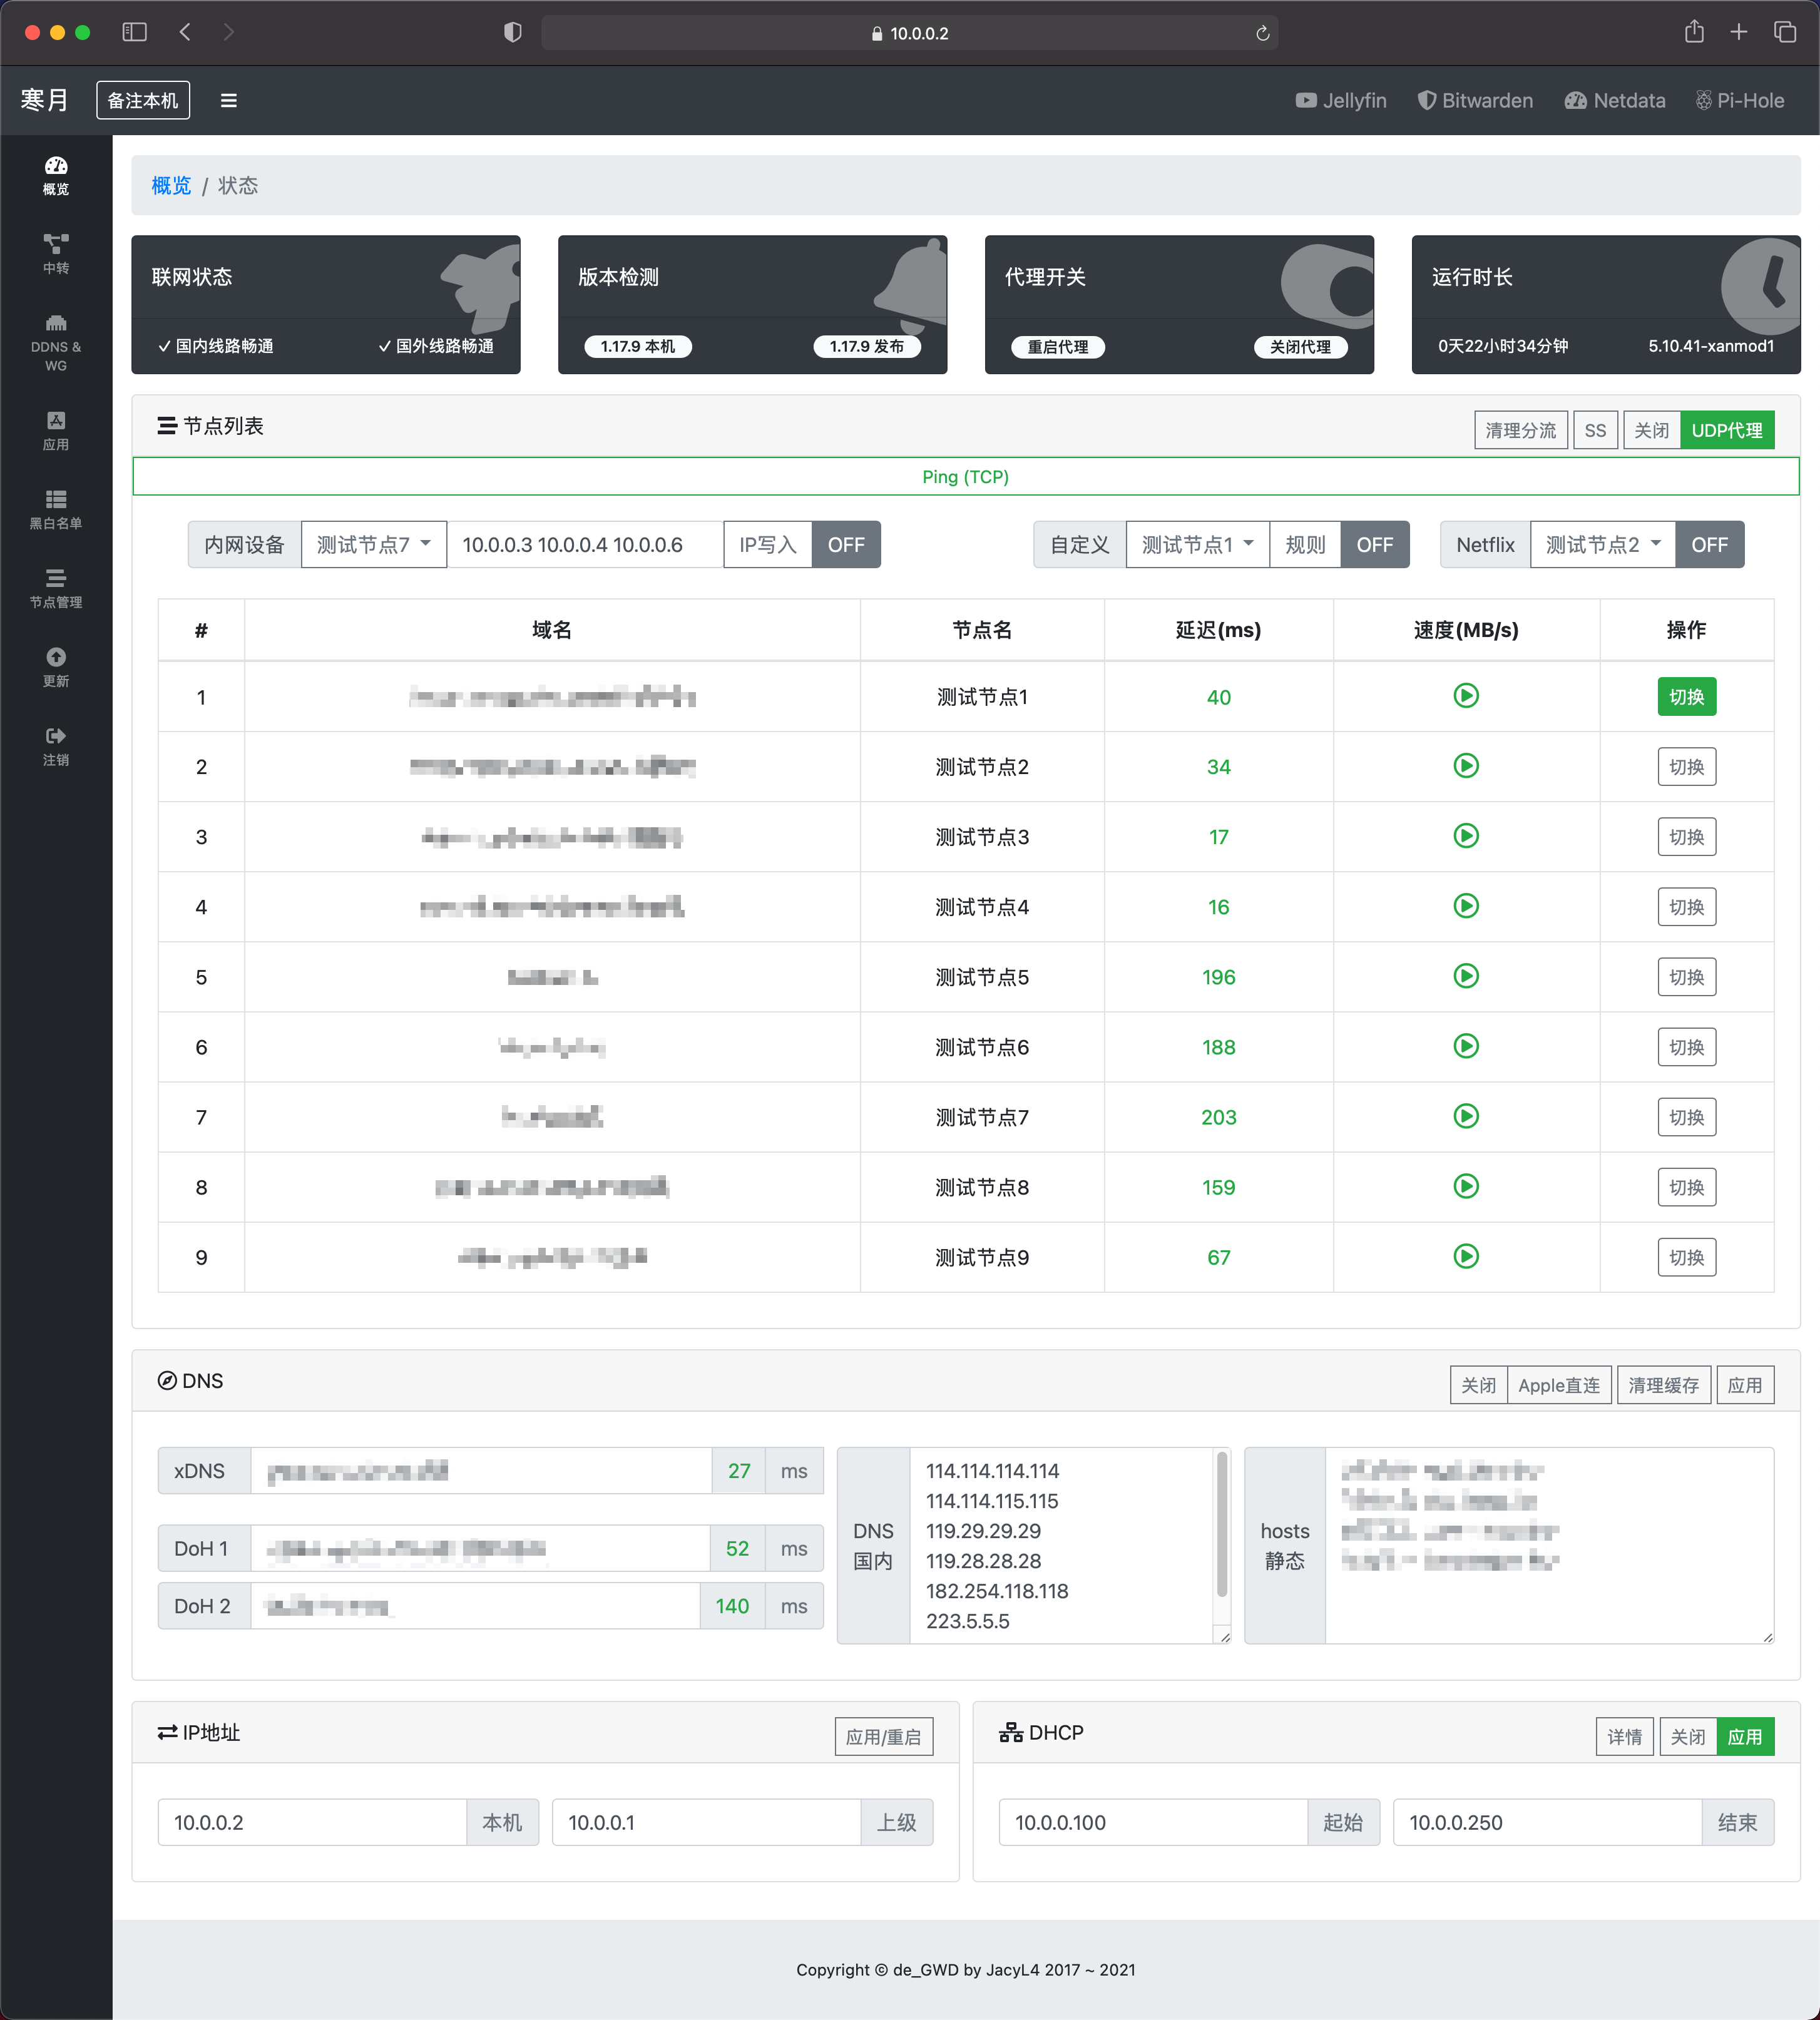 10.0.0.2
寒月 备注本机 Jellyfin Bitwarden Netdata Pi-Hole
概览
中转
DDNS &
WG
应用
黑白名单
节点管理
更新
注销
概览 / 状态
联网状态
国内线路畅通 国外线路畅通
版本检测
1.17.9 本机 1.17.9 发布
代理开关
重启代理 关闭代理
运行时长
0天22小时34分钟 5.10.41-xanmod1
节点列表 清理分流 SS 关闭 UDP代理
Ping (TCP)
内网设备 测试节点7 10.0.0.3 10.0.0.4 10.0.0.6 IP写入 OFF 自定义 测试节点1 规则 OFF Netflix 测试节点2 OFF
# 域名 节点名 延迟(ms) 速度(MB/s) 操作
1 测试节点1 40 切换
2 测试节点2 34 切换
3 测试节点3 17 切换
4 测试节点4 16 切换
5 测试节点5 196 切换
6 测试节点6 188 切换
7 测试节点7 203 切换
8 测试节点8 159 切换
9 测试节点9 67 切换
DNS 关闭 Apple直连 清理缓存 应用
xDNS 27 ms
DoH 1 52 ms
DoH 2 140 ms
DNS
国内
114.114.114.114
114.114.115.115
119.29.29.29
119.28.28.28
182.254.118.118
223.5.5.5
hosts
静态
IP地址 应用/重启
10.0.0.2 本机 10.0.0.1 上级
DHCP 详情 关闭 应用
10.0.0.100 起始 10.0.0.250 结束
Copyright © de_GWD by JacyL4 2017 ~ 2021